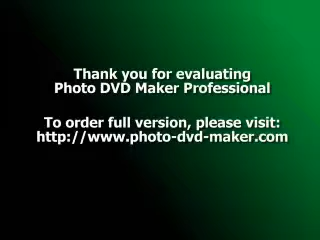 Thank you for evaluating
Photo DVD Maker Professional
To order full version, please visit:
http://www.photo-dvd-maker.com